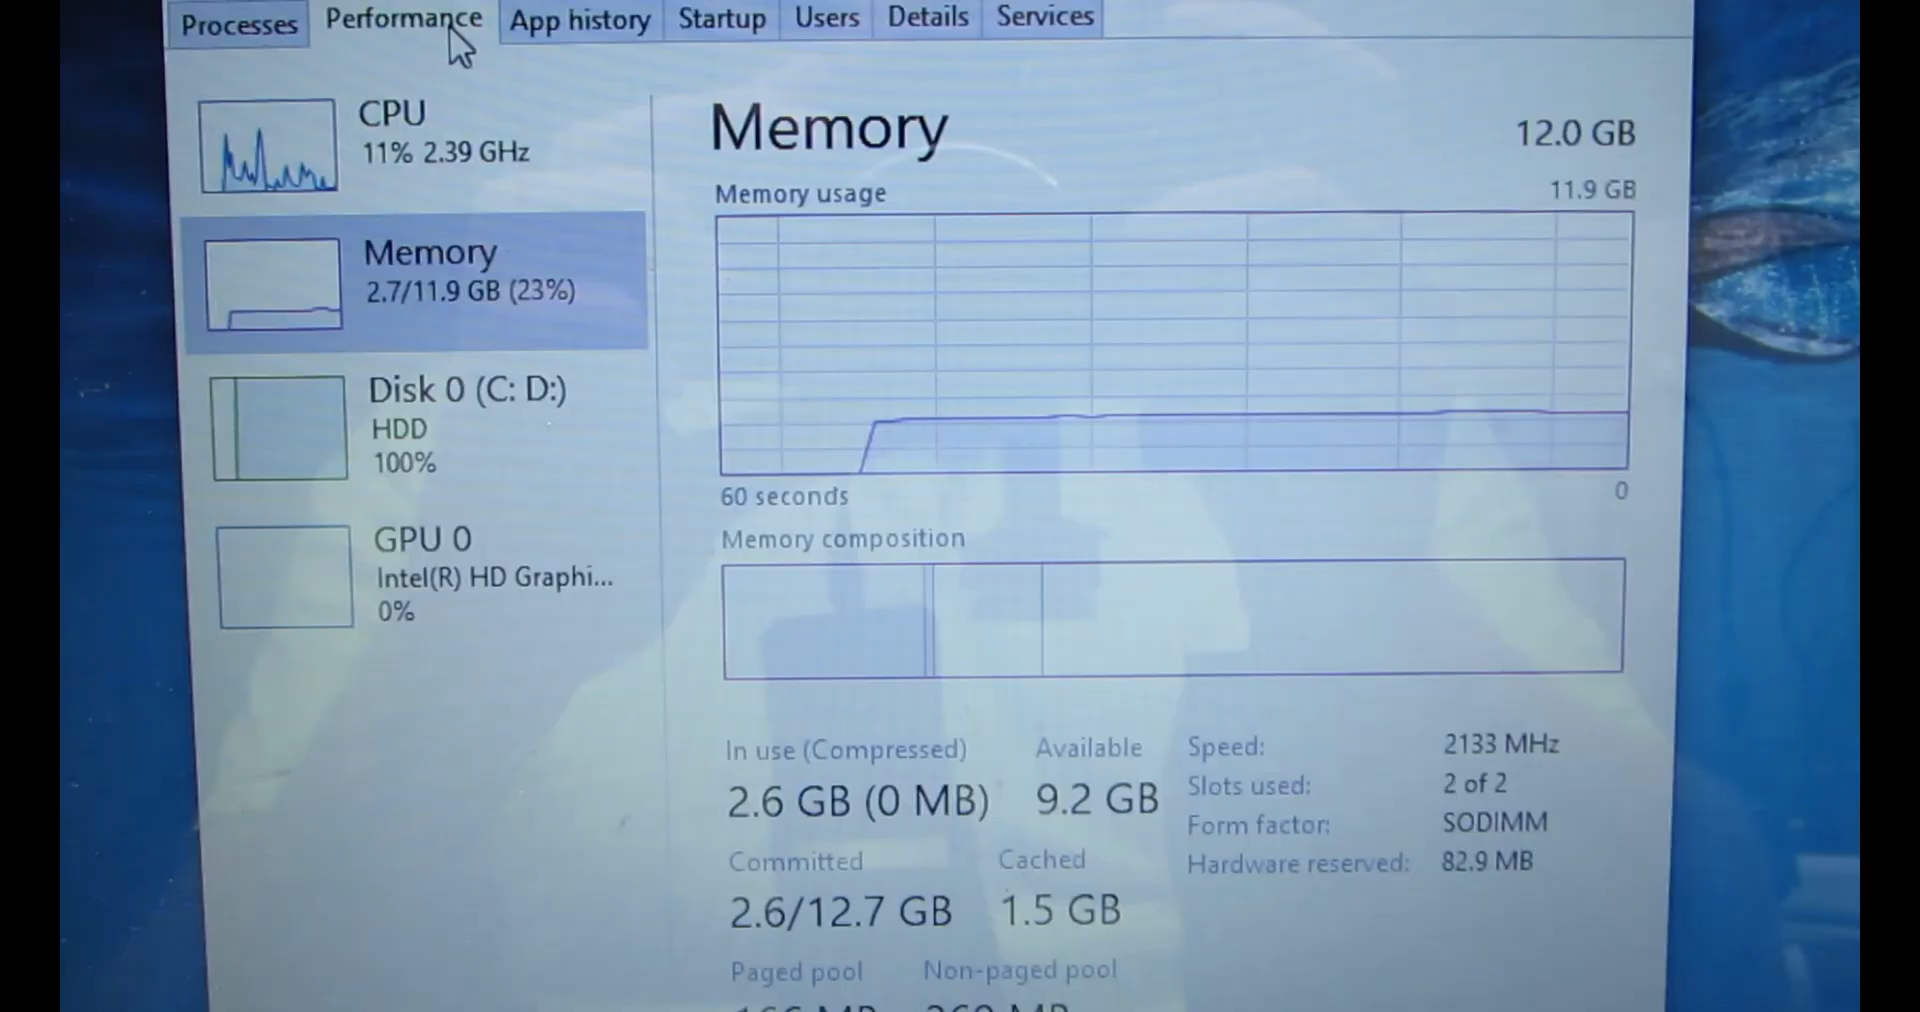 Processes Performance App history Startup Users Details Services
CPU
11% 2.39 GHz
Memory
2.7/11.9 GB (23%)
Disk 0 (C: D:)
HDD
100%
GPU 0
Intel(R) HD Graphi...
0%
Memory 12.0 GB
Memory usage 11.9 GB
60 seconds 0
Memory composition
In use (Compressed) Available
2.6 GB (0 MB) 9.2 GB
Committed Cached
2.6/12.7 GB 1.5 GB
Paged pool Non-paged pool
Speed: 2133 MHz
Slots used: 2 of 2
Form factor: SODIMM
Hardware reserved: 82.9 MB